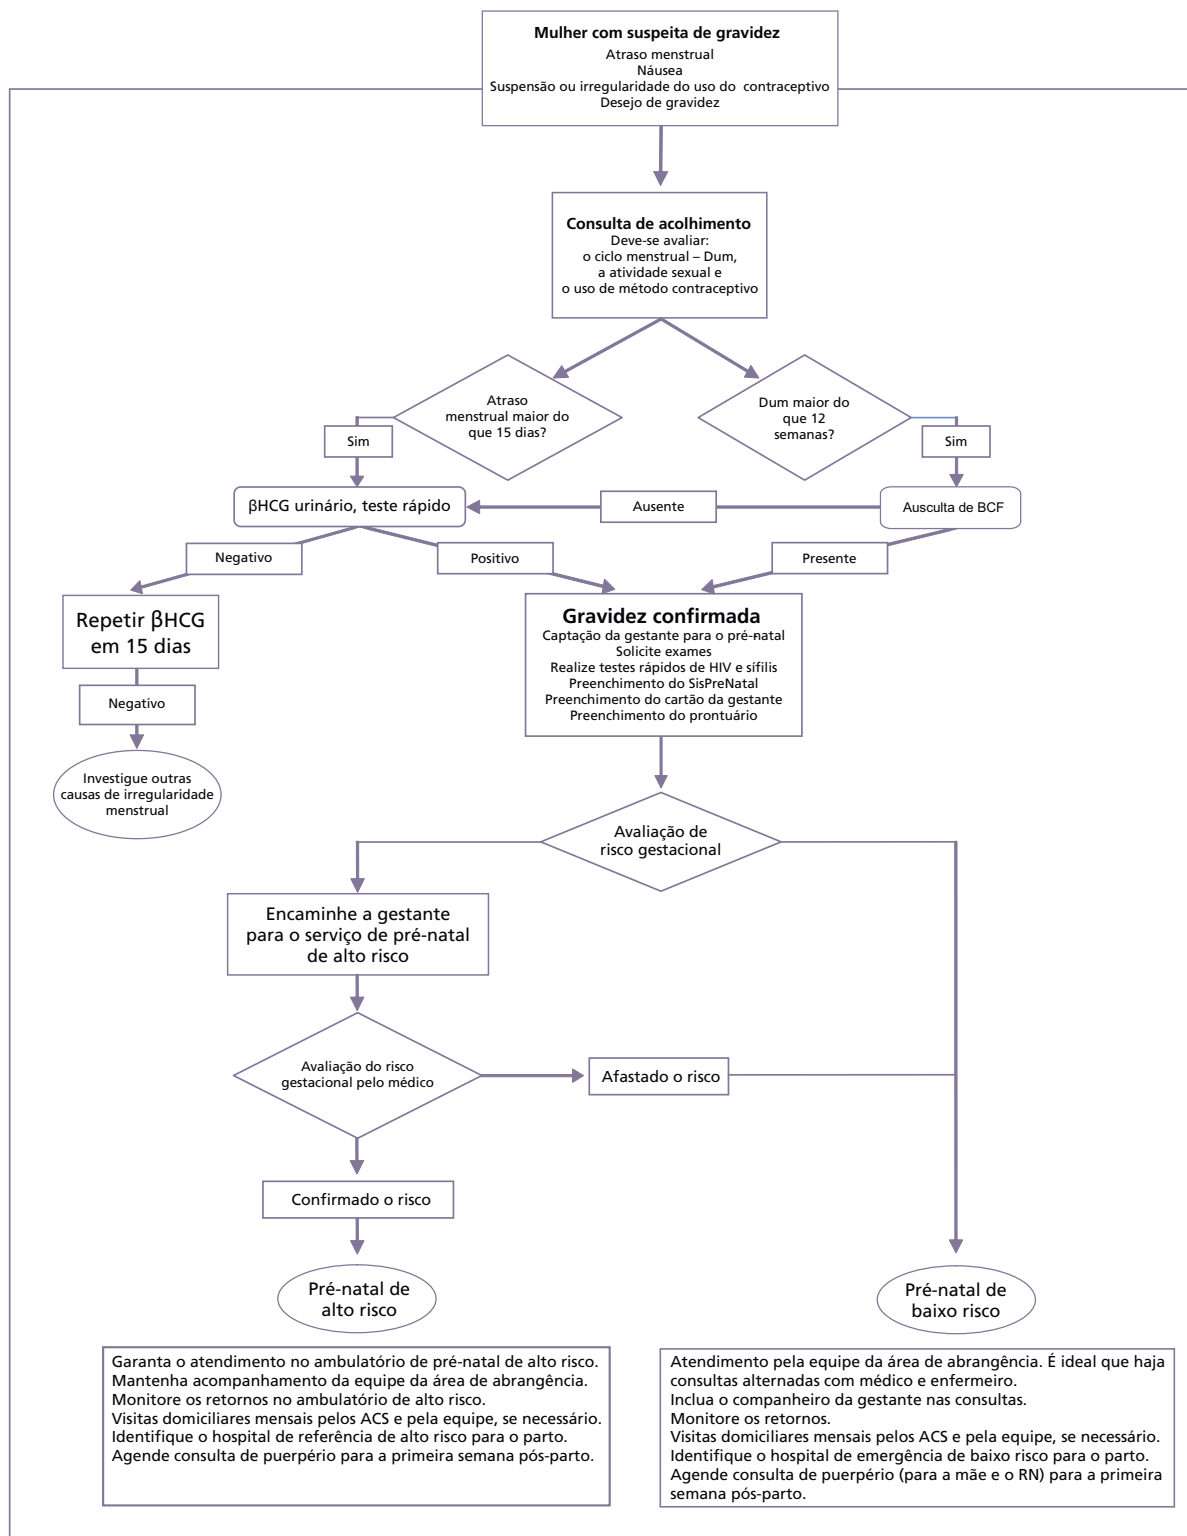 Mulher com suspeita de gravidez
Atraso menstrual
Náusea
Suspensão ou irregularidade do uso do contraceptivo
Desejo de gravidez
Consulta de acolhimento
Deve-se avaliar:
o ciclo menstrual – Dum,
a atividade sexual e
o uso de método contraceptivo
Atraso
menstrual maior do
que 15 dias?
Dum maior do
que 12
semanas?
Sim
Sim
βHCG urinário, teste rápido
Ausente
Ausculta de BCF
Negativo
Positivo
Presente
Repetir βHCG
em 15 dias
Gravidez confirmada
Captação da gestante para o pré-natal
Solicite exames
Realize testes rápidos de HIV e sífilis
Preenchimento do SisPreNatal
Preenchimento do cartão da gestante
Preenchimento do prontuário
Negativo
Investigue outras
causas de irregularidade
menstrual
Avaliação de
risco gestacional
Encaminhe a gestante
para o serviço de pré-natal
de alto risco
Avaliação do risco
gestacional pelo médico
Afastado o risco
Confirmado o risco
Pré-natal de
alto risco
Pré-natal de
baixo risco
Garanta o atendimento no ambulatório de pré-natal de alto risco.
Mantenha acompanhamento da equipe da área de abrangência.
Monitore os retornos no ambulatório de alto risco.
Visitas domiciliares mensais pelos ACS e pela equipe, se necessário.
Identifique o hospital de referência de alto risco para o parto.
Agende consulta de puerpério para a primeira semana pós-parto.
Atendimento pela equipe da área de abrangência. É ideal que haja
consultas alternadas com médico e enfermeiro.
Inclua o companheiro da gestante nas consultas.
Monitore os retornos.
Visitas domiciliares mensais pelos ACS e pela equipe, se necessário.
Identifique o hospital de emergência de baixo risco para o parto.
Agende consulta de puerpério (para a mãe e o RN) para a primeira
semana pós-parto.